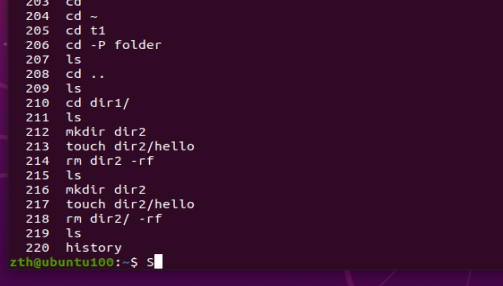 203 cd
204 cd ~
205 cd t1
206 cd -P folder
207 ls
208 cd ..
209 ls
210 cd dir1/
211 ls
212 mkdir dir2
213 touch dir2/hello
214 rm dir2 -rf
215 ls
216 mkdir dir2
217 touch dir2/hello
218 rm dir2/ -rf
219 ls
220 history
zth@ubuntu100:~$ S